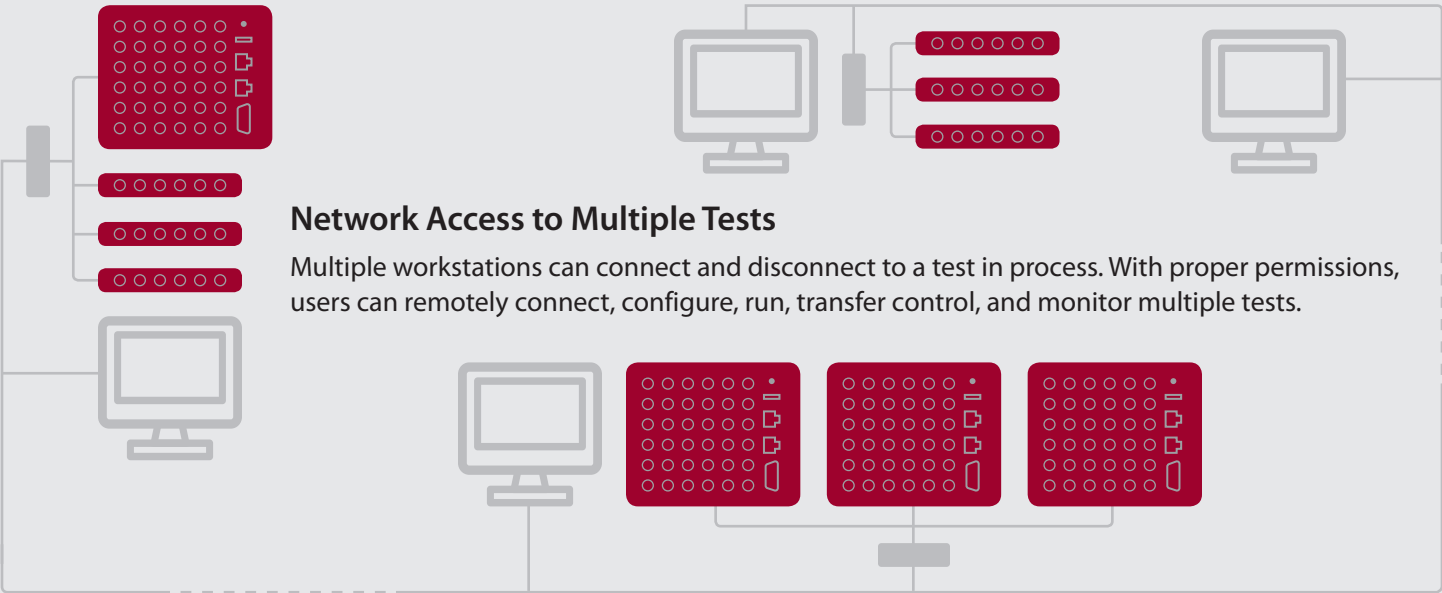 Network Access to Multiple Tests
Multiple workstations can connect and disconnect to a test in process. With proper permissions,
users can remotely connect, configure, run, transfer control, and monitor multiple tests.